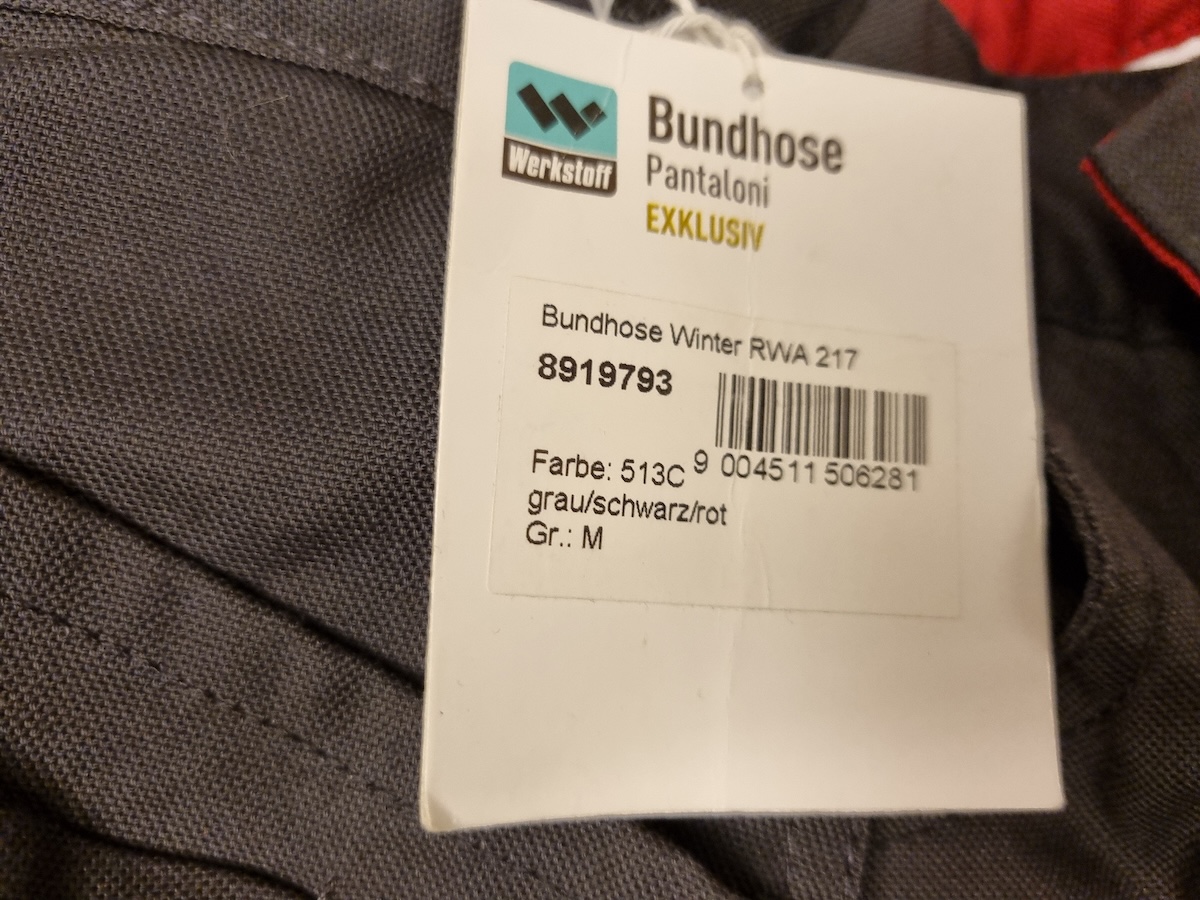 Werkstoff
Bundhose
Pantaloni
EXKLUSIV
Bundhose Winter RWA 217
8919793
9 004511 506281
Farbe: 513C
grau/schwarz/rot
Gr.: M